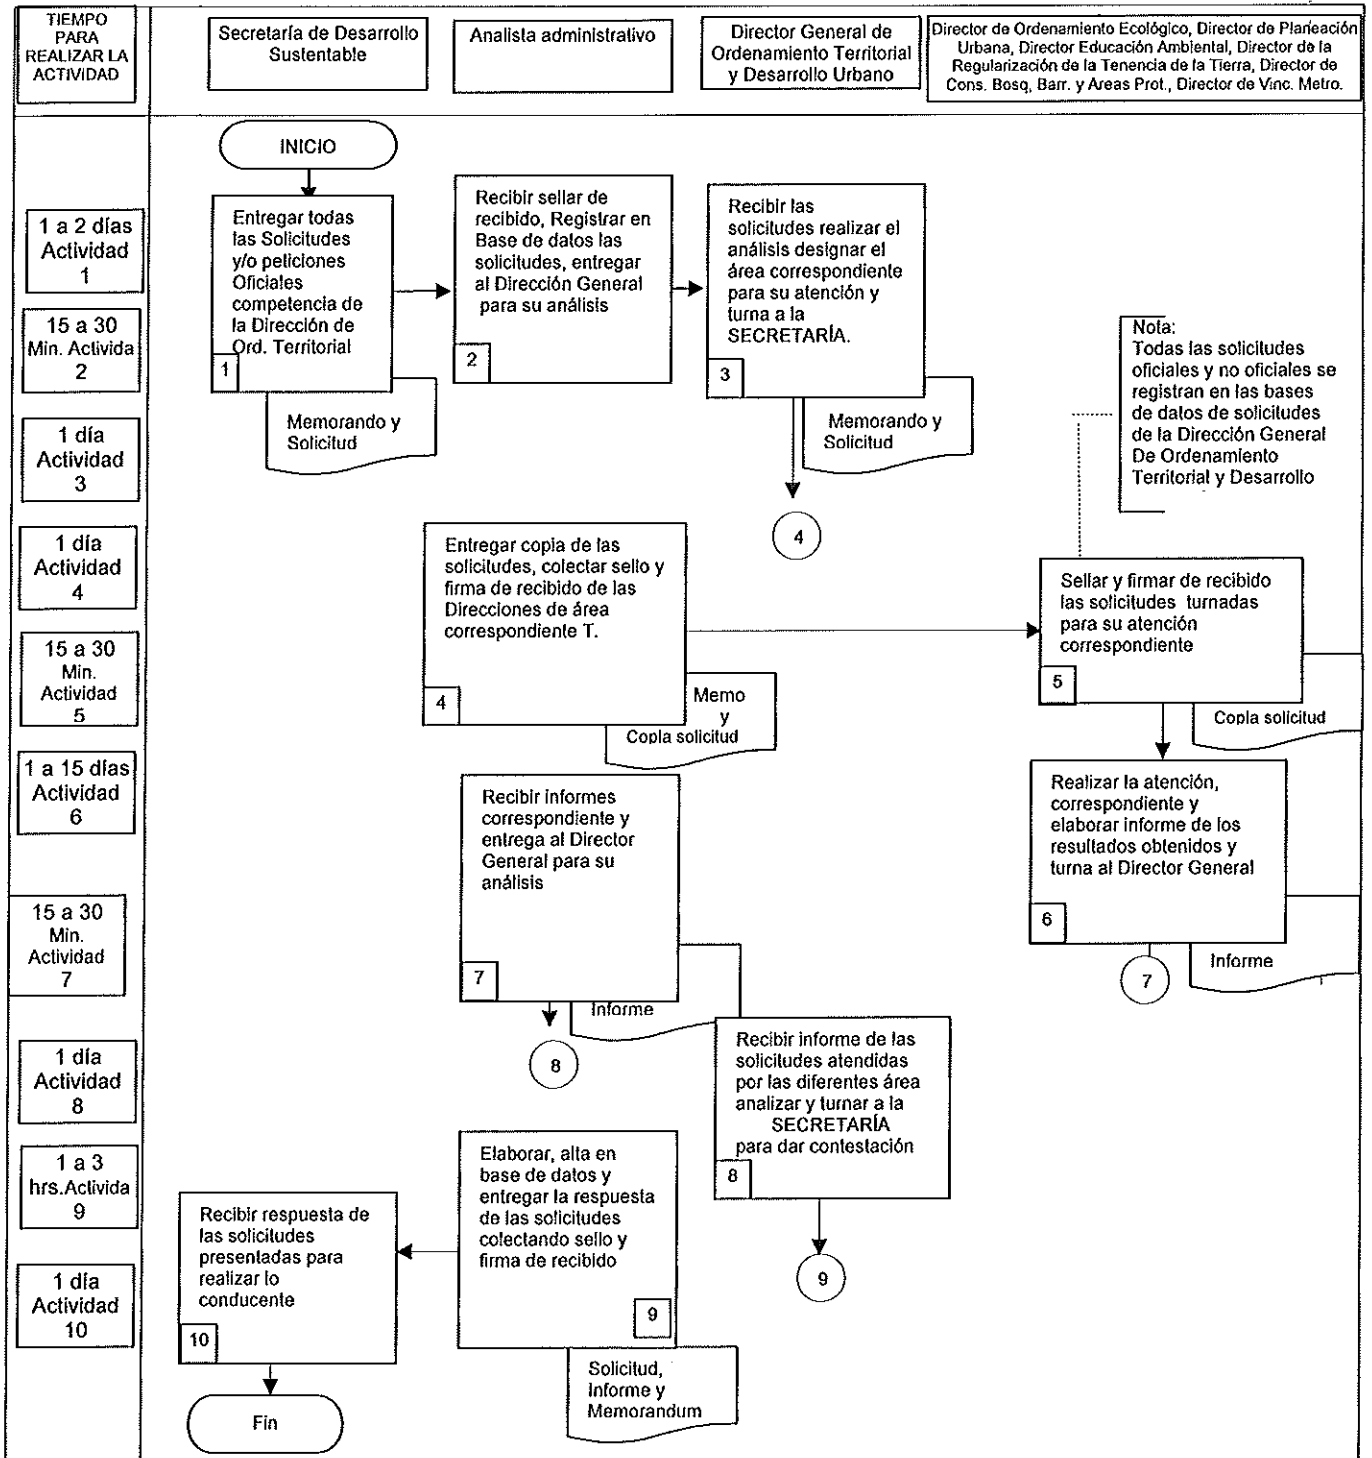 TIEMPO
PARA
REALIZAR LA
ACTIVIDAD
Secretaría de Desarrollo
Sustentable
Analista administrativo
Director General de
Ordenamiento Territorial
y Desarrollo Urbano
Director de Ordenamiento Ecológico, Director de Planeación
Urbana, Director Educación Ambiental, Director de la
Regularización de la Tenencia de la Tierra, Director de
Cons. Bosq, Barr. y Areas Prot., Director de Vinc. Metro.
INICIO
1 a 2 días
Actividad
1
15 a 30
Min. Activida
2
1 día
Actividad
3
1 día
Actividad
4
15 a 30
Min.
Actividad
5
1 a 15 días
Actividad
6
15 a 30
Min.
Actividad
7
1 día
Actividad
8
1 a 3
hrs.Activida
9
1 día
Actividad
10
Entregar todas
las Solicitudes
y/o peticiones
Oficiales
competencia de
la Dirección de
Ord. Territorial
1
Memorando y
Solicitud
Recibir sellar de
recibido, Registrar en
Base de datos las
solicitudes, entregar
al Dirección General
para su análisis
2
Recibir las
solicitudes realizar el
análisis designar el
área correspondiente
para su atención y
turna a la
SECRETARÍA.
3
Memorando y
Solicitud
4
Nota:
Todas las solicitudes
oficiales y no oficiales se
registran en las bases
de datos de solicitudes
de la Dirección General
De Ordenamiento
Territorial y Desarrollo
Entregar copia de las
solicitudes, colectar sello y
firma de recibido de las
Direcciones de área
correspondiente T.
4
Memo
y
Copia solicitud
Sellar y firmar de recibido
las solicitudes turnadas
para su atención
correspondiente
5
Copia solicitud
Realizar la atención,
correspondiente y
elaborar informe de los
resultados obtenidos y
turna al Director General
6
Informe
7
Recibir informes
correspondiente y
entrega al Director
General para su
análisis
7
Informe
8
Recibir informe de las
solicitudes atendidas
por las diferentes área
analizar y turnar a la
SECRETARÍA
para dar contestación
8
9
Elaborar, alta en
base de datos y
entregar la respuesta
de las solicitudes
colectando sello y
firma de recibido
9
Solicitud,
Informe y
Memorandum
Recibir respuesta de
las solicitudes
presentadas para
realizar lo
conducente
10
Fin